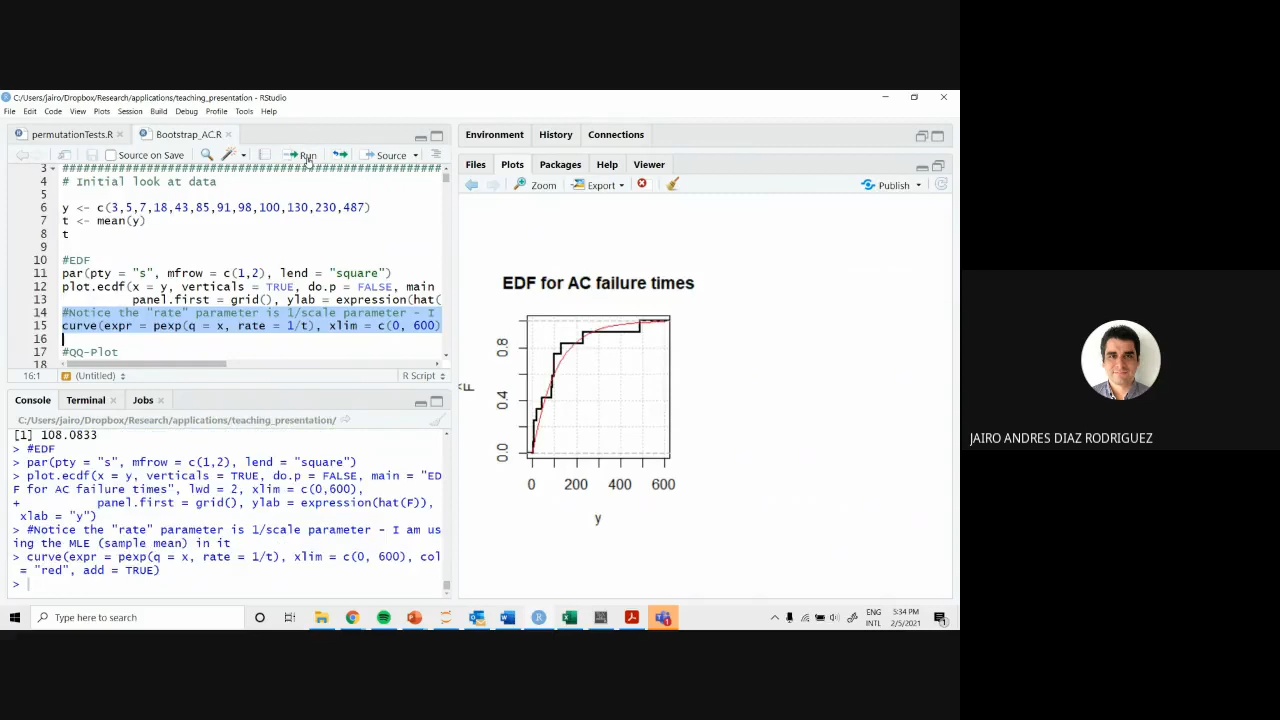 C:/Users/jairo/Dropbox/Research/applications/teaching_presentation - RStudio
File Edit Code View Plots Session Build Debug Profile Tools Help
permutationTests.R
Bootstrap_AC.R
Source on Save
Run
Source
3 ################################################
4 # Initial look at data
5
6 y <- c(3,5,7,18,43,85,91,98,100,130,230,487)
7 t <- mean(y)
8 t
9
10 #EDF
11 par(pty = "s", mfrow = c(1,2), lend = "square")
12 plot.ecdf(x = y, verticals = TRUE, do.p = FALSE, main
13 panel.first = grid(), ylab = expression(hat(
14 #Notice the "rate" parameter is 1/scale parameter - I
15 curve(expr = pexp(q = x, rate = 1/t), xlim = c(0, 600)
16
17 #QQ-Plot
18
16:1 (Untitled) R Script
Console Terminal Jobs
C:/Users/jairo/Dropbox/Research/applications/teaching_presentation/
[1] 108.0833
> #EDF
> par(pty = "s", mfrow = c(1,2), lend = "square")
> plot.ecdf(x = y, verticals = TRUE, do.p = FALSE, main = "ED
F for AC failure times", lwd = 2, xlim = c(0,600),
+ panel.first = grid(), ylab = expression(hat(F)),
xlab = "y")
> #Notice the "rate" parameter is 1/scale parameter - I am us
ing the MLE (sample mean) in it
> curve(expr = pexp(q = x, rate = 1/t), xlim = c(0, 600), col
= "red", add = TRUE)
>
Environment History Connections
Files Plots Packages Help Viewer
Zoom Export Publish
EDF for AC failure times
0.8
0.4
0.0
F̂
0 200 400 600
y
JAIRO ANDRES DIAZ RODRIGUEZ
Type here to search
ENG
INTL
5:34 PM
2/5/2021